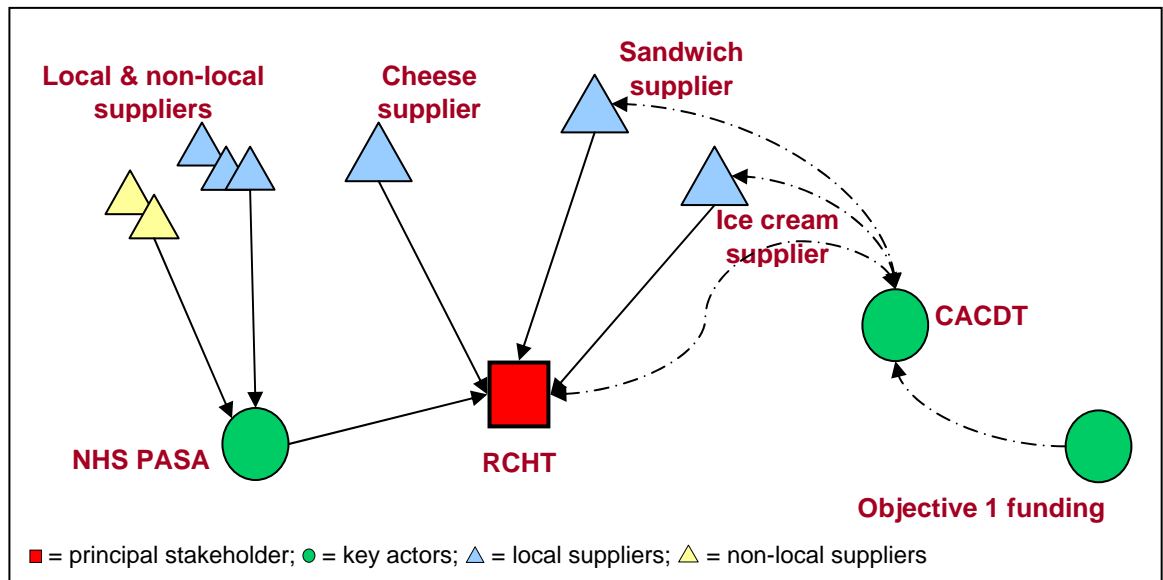 Local & non-local
suppliers
Cheese
supplier
Sandwich
supplier
Ice cream
supplier
CACDT
NHS PASA
RCHT
Objective 1 funding
= principal stakeholder; = key actors; = local suppliers; = non-local suppliers